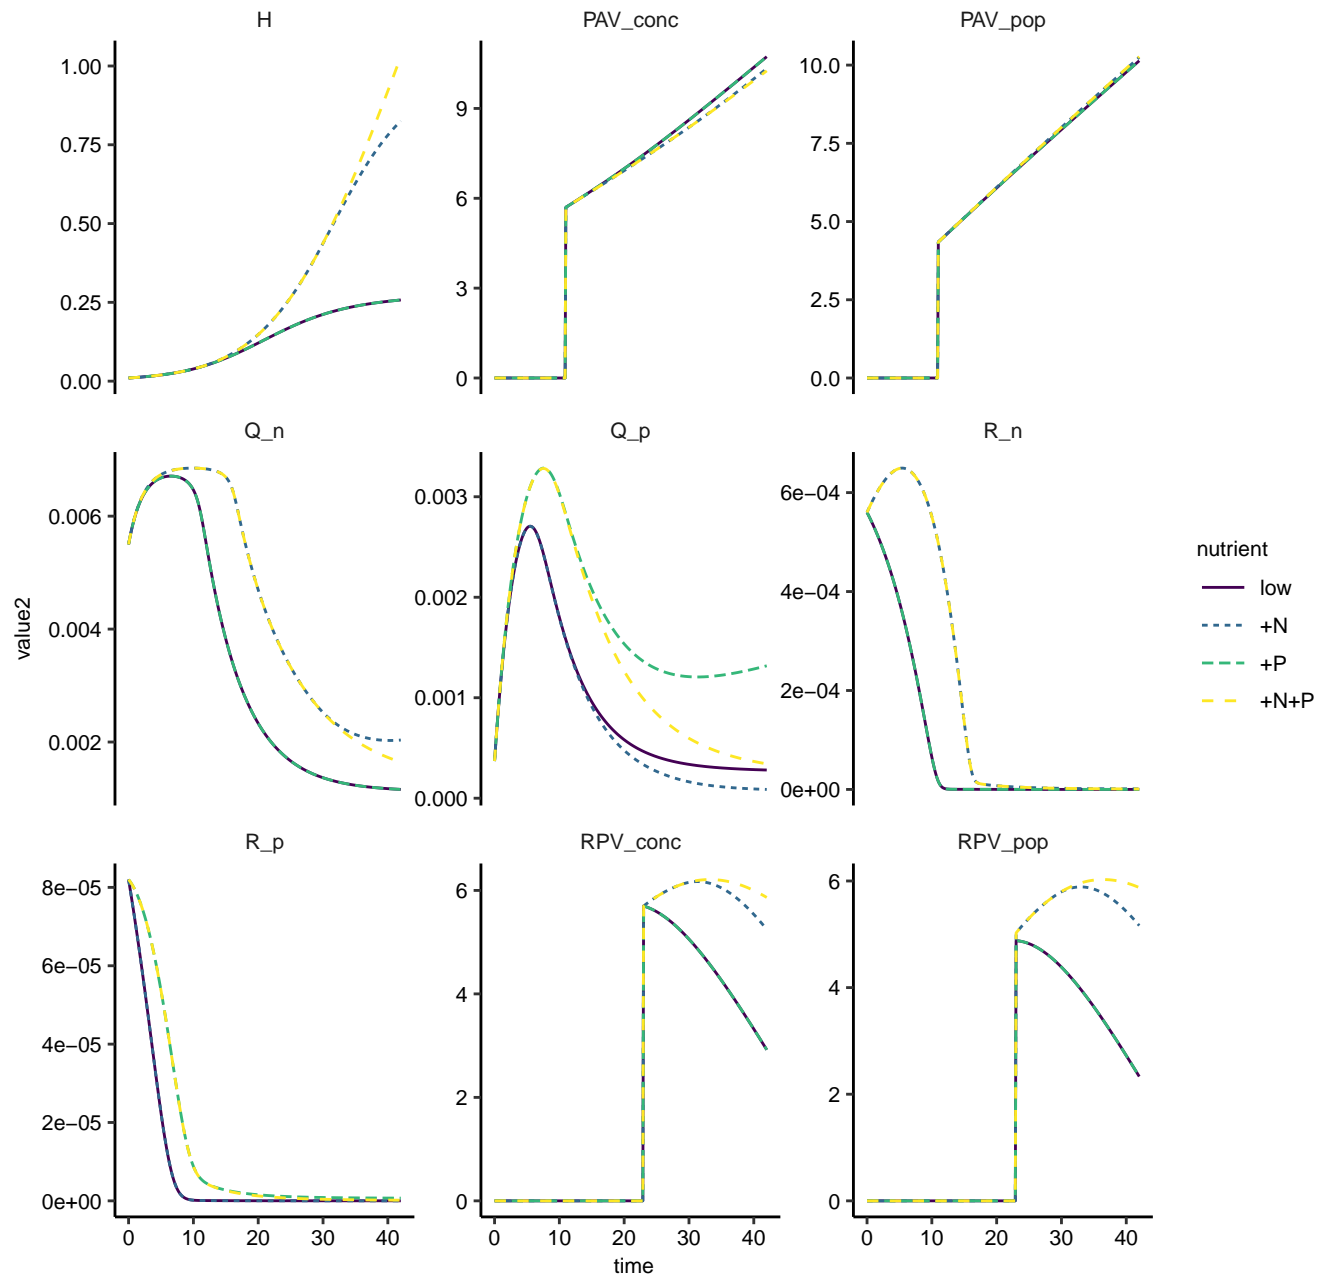 H
PAV_conc
PAV_pop
1.00
0.75
0.50
0.25
0.00
9
6
3
0
10.0
7.5
5.0
2.5
0.0
Q_n
Q_p
R_n
0.006
0.004
0.002
0.003
0.002
0.001
0.000
6e−04
4e−04
2e−04
0e+00
R_p
RPV_conc
RPV_pop
8e−05
6e−05
4e−05
2e−05
0e+00
6
4
2
0
6
4
2
0
0 10 20 30 40
0 10 20 30 40
0 10 20 30 40
time
value2
nutrient
low
+N
+P
+N+P